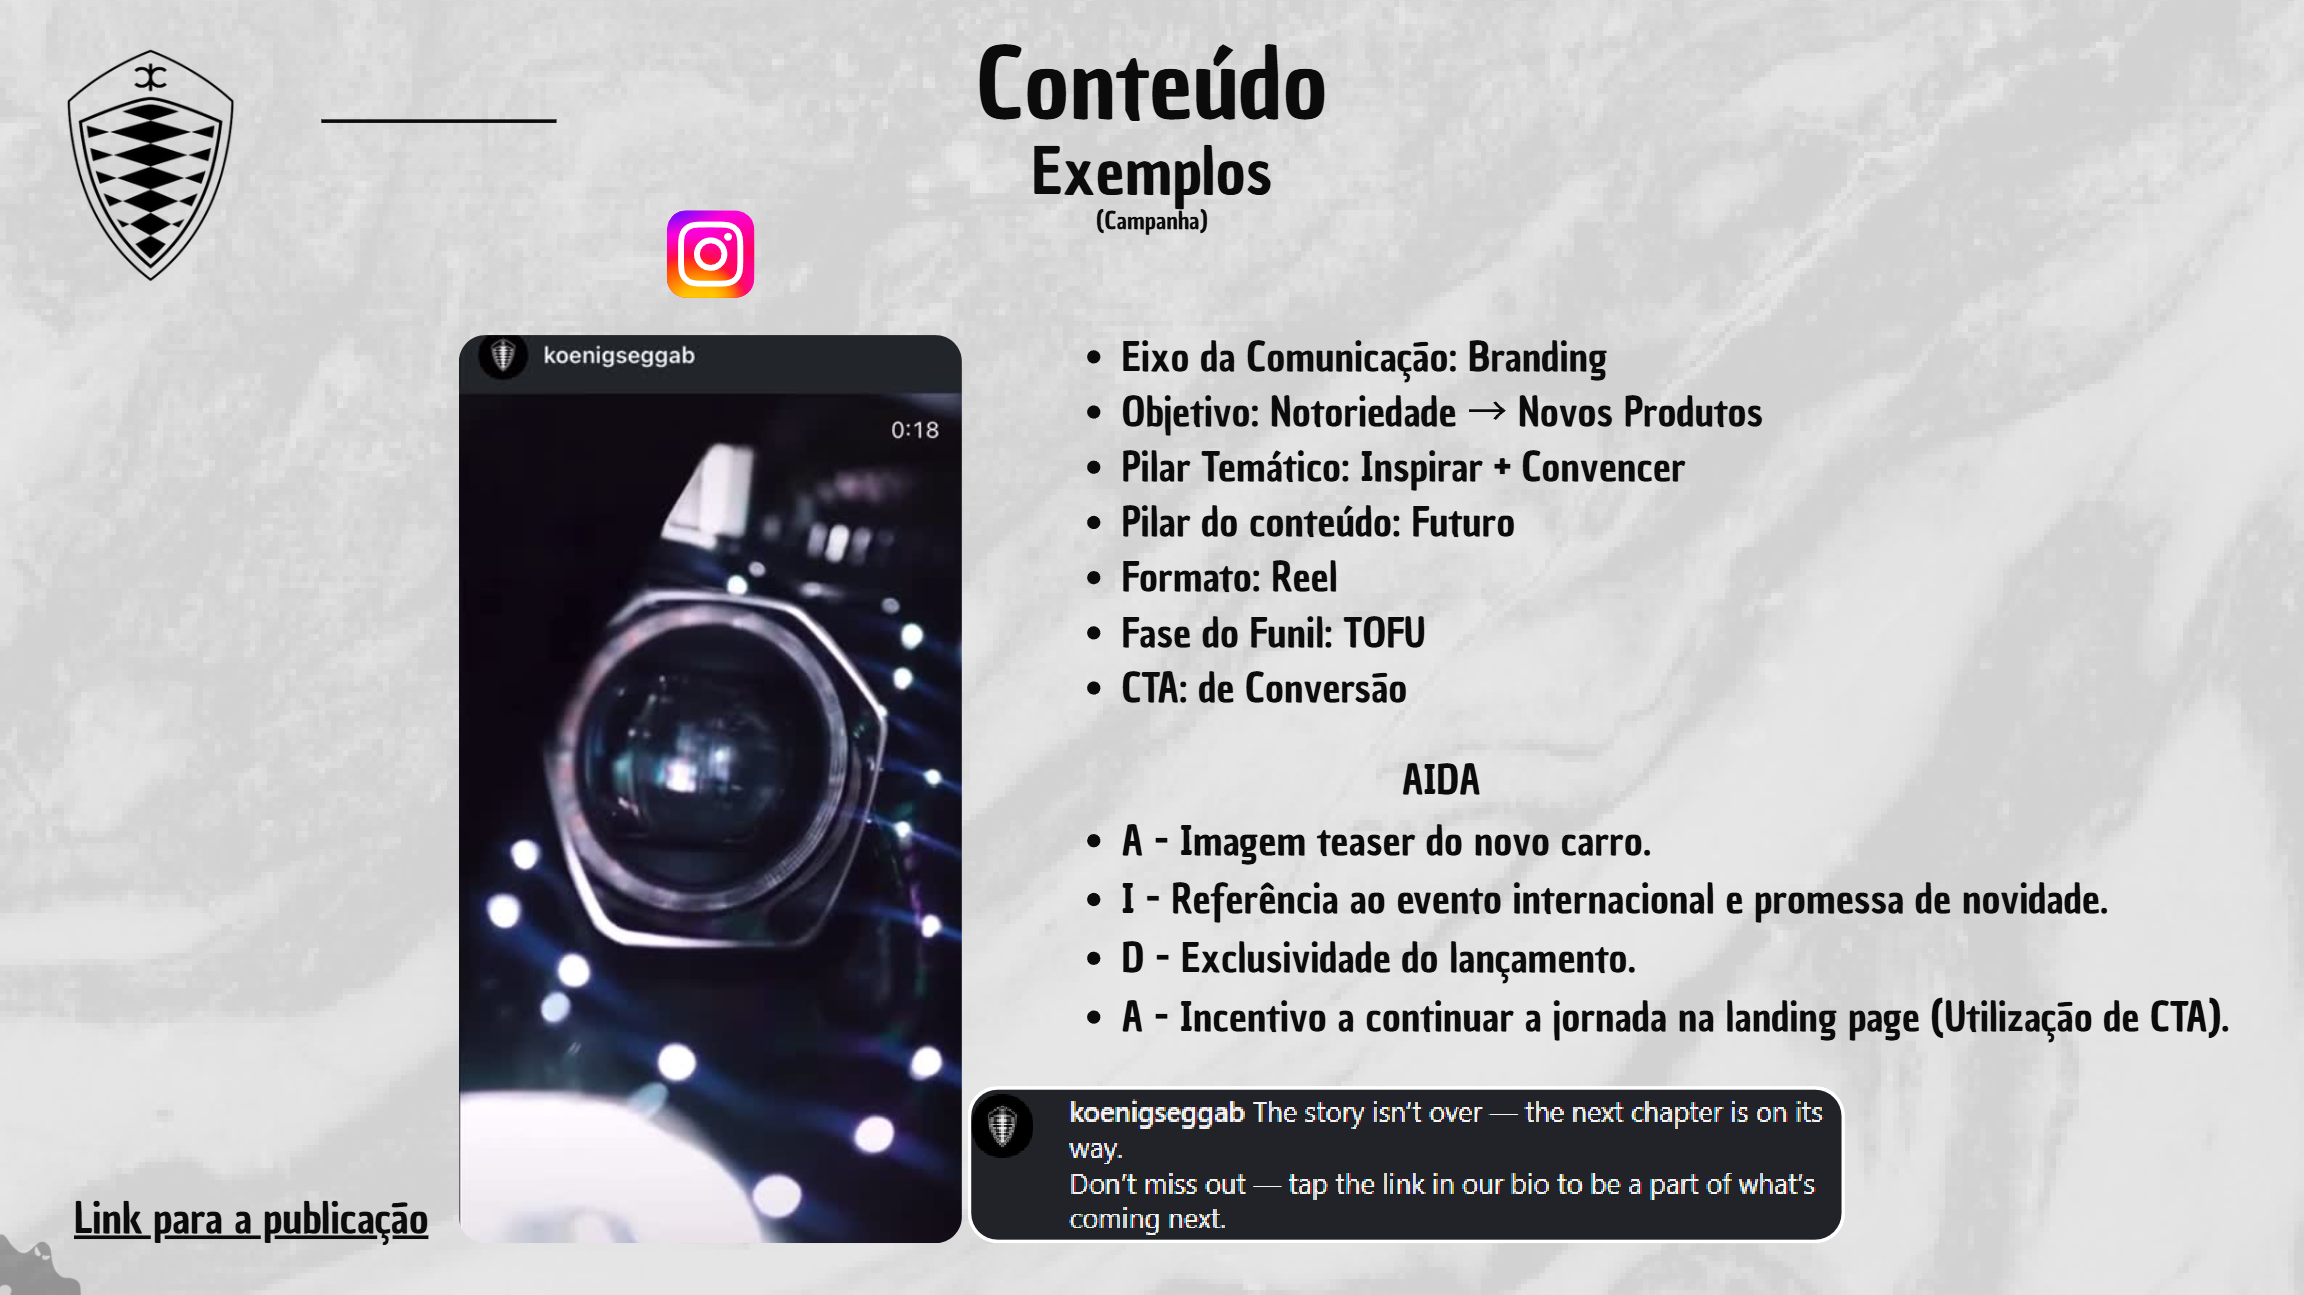 Conteúdo
Exemplos
(Campanha)
koenigseggab
0:18
• Eixo da Comunicação: Branding
• Objetivo: Notoriedade → Novos Produtos
• Pilar Temático: Inspirar + Convencer
• Pilar do conteúdo: Futuro
• Formato: Reel
• Fase do Funil: TOFU
• CTA: de Conversão
AIDA
• A - Imagem teaser do novo carro.
• I - Referência ao evento internacional e promessa de novidade.
• D - Exclusividade do lançamento.
• A - Incentivo a continuar a jornada na landing page (Utilização de CTA).
koenigseggab The story isn't over — the next chapter is on its
way.
Don't miss out — tap the link in our bio to be a part of what's
coming next.
Link para a publicação